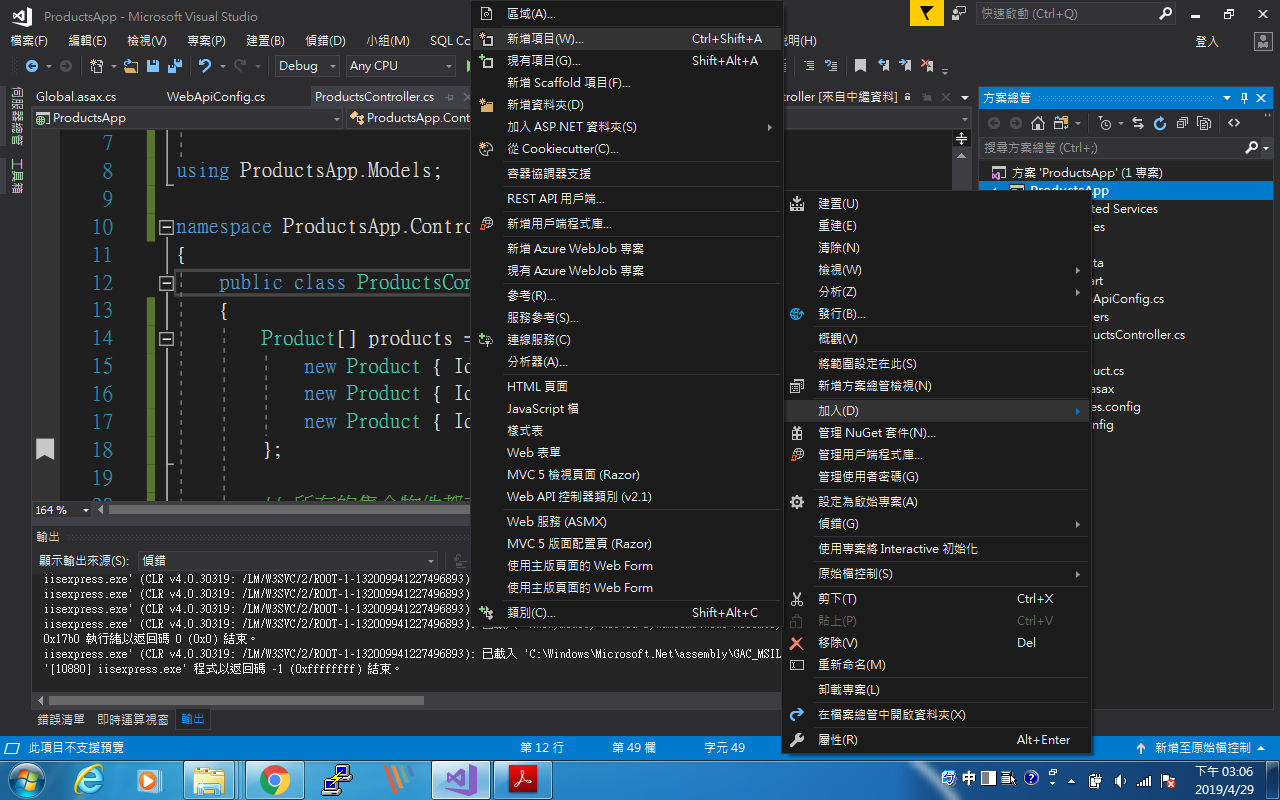 ProductsApp - Microsoft Visual Studio
快速啟動 (Ctrl+Q)
檔案(F) 編輯(E) 檢視(V) 專案(P) 建置(B) 偵錯(D) 小組(M) SQL Co 說明(H) 登入
Debug Any CPU
Global.asax.cs WebApiConfig.cs ProductsController.cs
roller [來自中繼資料]
ProductsApp ProductsApp.Cont
伺服器總管
工具箱
7
8 using ProductsApp.Models;
9
10 namespace ProductsApp.Contro
11 {
12 public class ProductsCon
13 {
14 Product[] products =
15 new Product { Id
16 new Product { Id
17 new Product { Id
18 };
19
164 %
輸出
顯示輸出來源(S): 偵錯
iisexpress.exe' (CLR v4.0.30319: /LM/W3SVC/2/ROOT-1-132009941227496893)
iisexpress.exe' (CLR v4.0.30319: /LM/W3SVC/2/ROOT-1-132009941227496893)
iisexpress.exe' (CLR v4.0.30319: /LM/W3SVC/2/ROOT-1-132009941227496893)
iisexpress.exe' (CLR v4.0.30319: /LM/W3SVC/2/ROOT-1-132009941227496893):
0x17b0 執行緒以返回碼 0 (0x0) 結束。
iisexpress.exe' (CLR v4.0.30319: /LM/W3SVC/2/ROOT-1-132009941227496893): 已載入 'C:\Windows\Microsoft.Net\assembly\GAC_MSIL
'[10880] iisexpress.exe' 程式以返回碼 -1 (0xffffffff) 結束。
錯誤清單 即時運算視窗 輸出
此項目不支援預覽 第 12 行 第 49 欄 字元 49 新增至原始檔控制
區域(A)...
新增項目(W)... Ctrl+Shift+A
現有項目(G)... Shift+Alt+A
新增 Scaffold 項目(F)...
新增資料夾(D)
加入 ASP.NET 資料夾(S)
從 Cookiecutter(C)...
容器協調器支援
REST API 用戶端...
新增用戶端程式庫...
新增 Azure WebJob 專案
現有 Azure WebJob 專案
參考(R)...
服務參考(S)...
連線服務(C)
分析器(A)...
HTML 頁面
JavaScript 檔
樣式表
Web 表單
MVC 5 檢視頁面 (Razor)
Web API 控制器類別 (v2.1)
Web 服務 (ASMX)
MVC 5 版面配置頁 (Razor)
使用主版頁面的 Web Form
使用主版頁面的 Web Form
類別(C)... Shift+Alt+C
建置(U)
重建(E)
清除(N)
檢視(W)
分析(Z)
發行(B)...
概觀(V)
將範圍設定在此(S)
新增方案總管檢視(N)
加入(D)
管理 NuGet 套件(N)...
管理用戶端程式庫...
管理使用者密碼(G)
設定為啟始專案(A)
偵錯(G)
使用專案將 Interactive 初始化
原始檔控制(S)
剪下(T) Ctrl+X
貼上(P) Ctrl+V
移除(V) Del
重新命名(M)
卸載專案(L)
在檔案總管中開啟資料夾(X)
屬性(R) Alt+Enter
方案總管
搜尋方案總管 (Ctrl+;)
方案 'ProductsApp' (1 專案)
ProductsApp
ted Services
es
ta
art
ApiConfig.cs
ers
ductsController.cs
duct.cs
asax
es.config
nfig
中
下午 03:06
2019/4/29